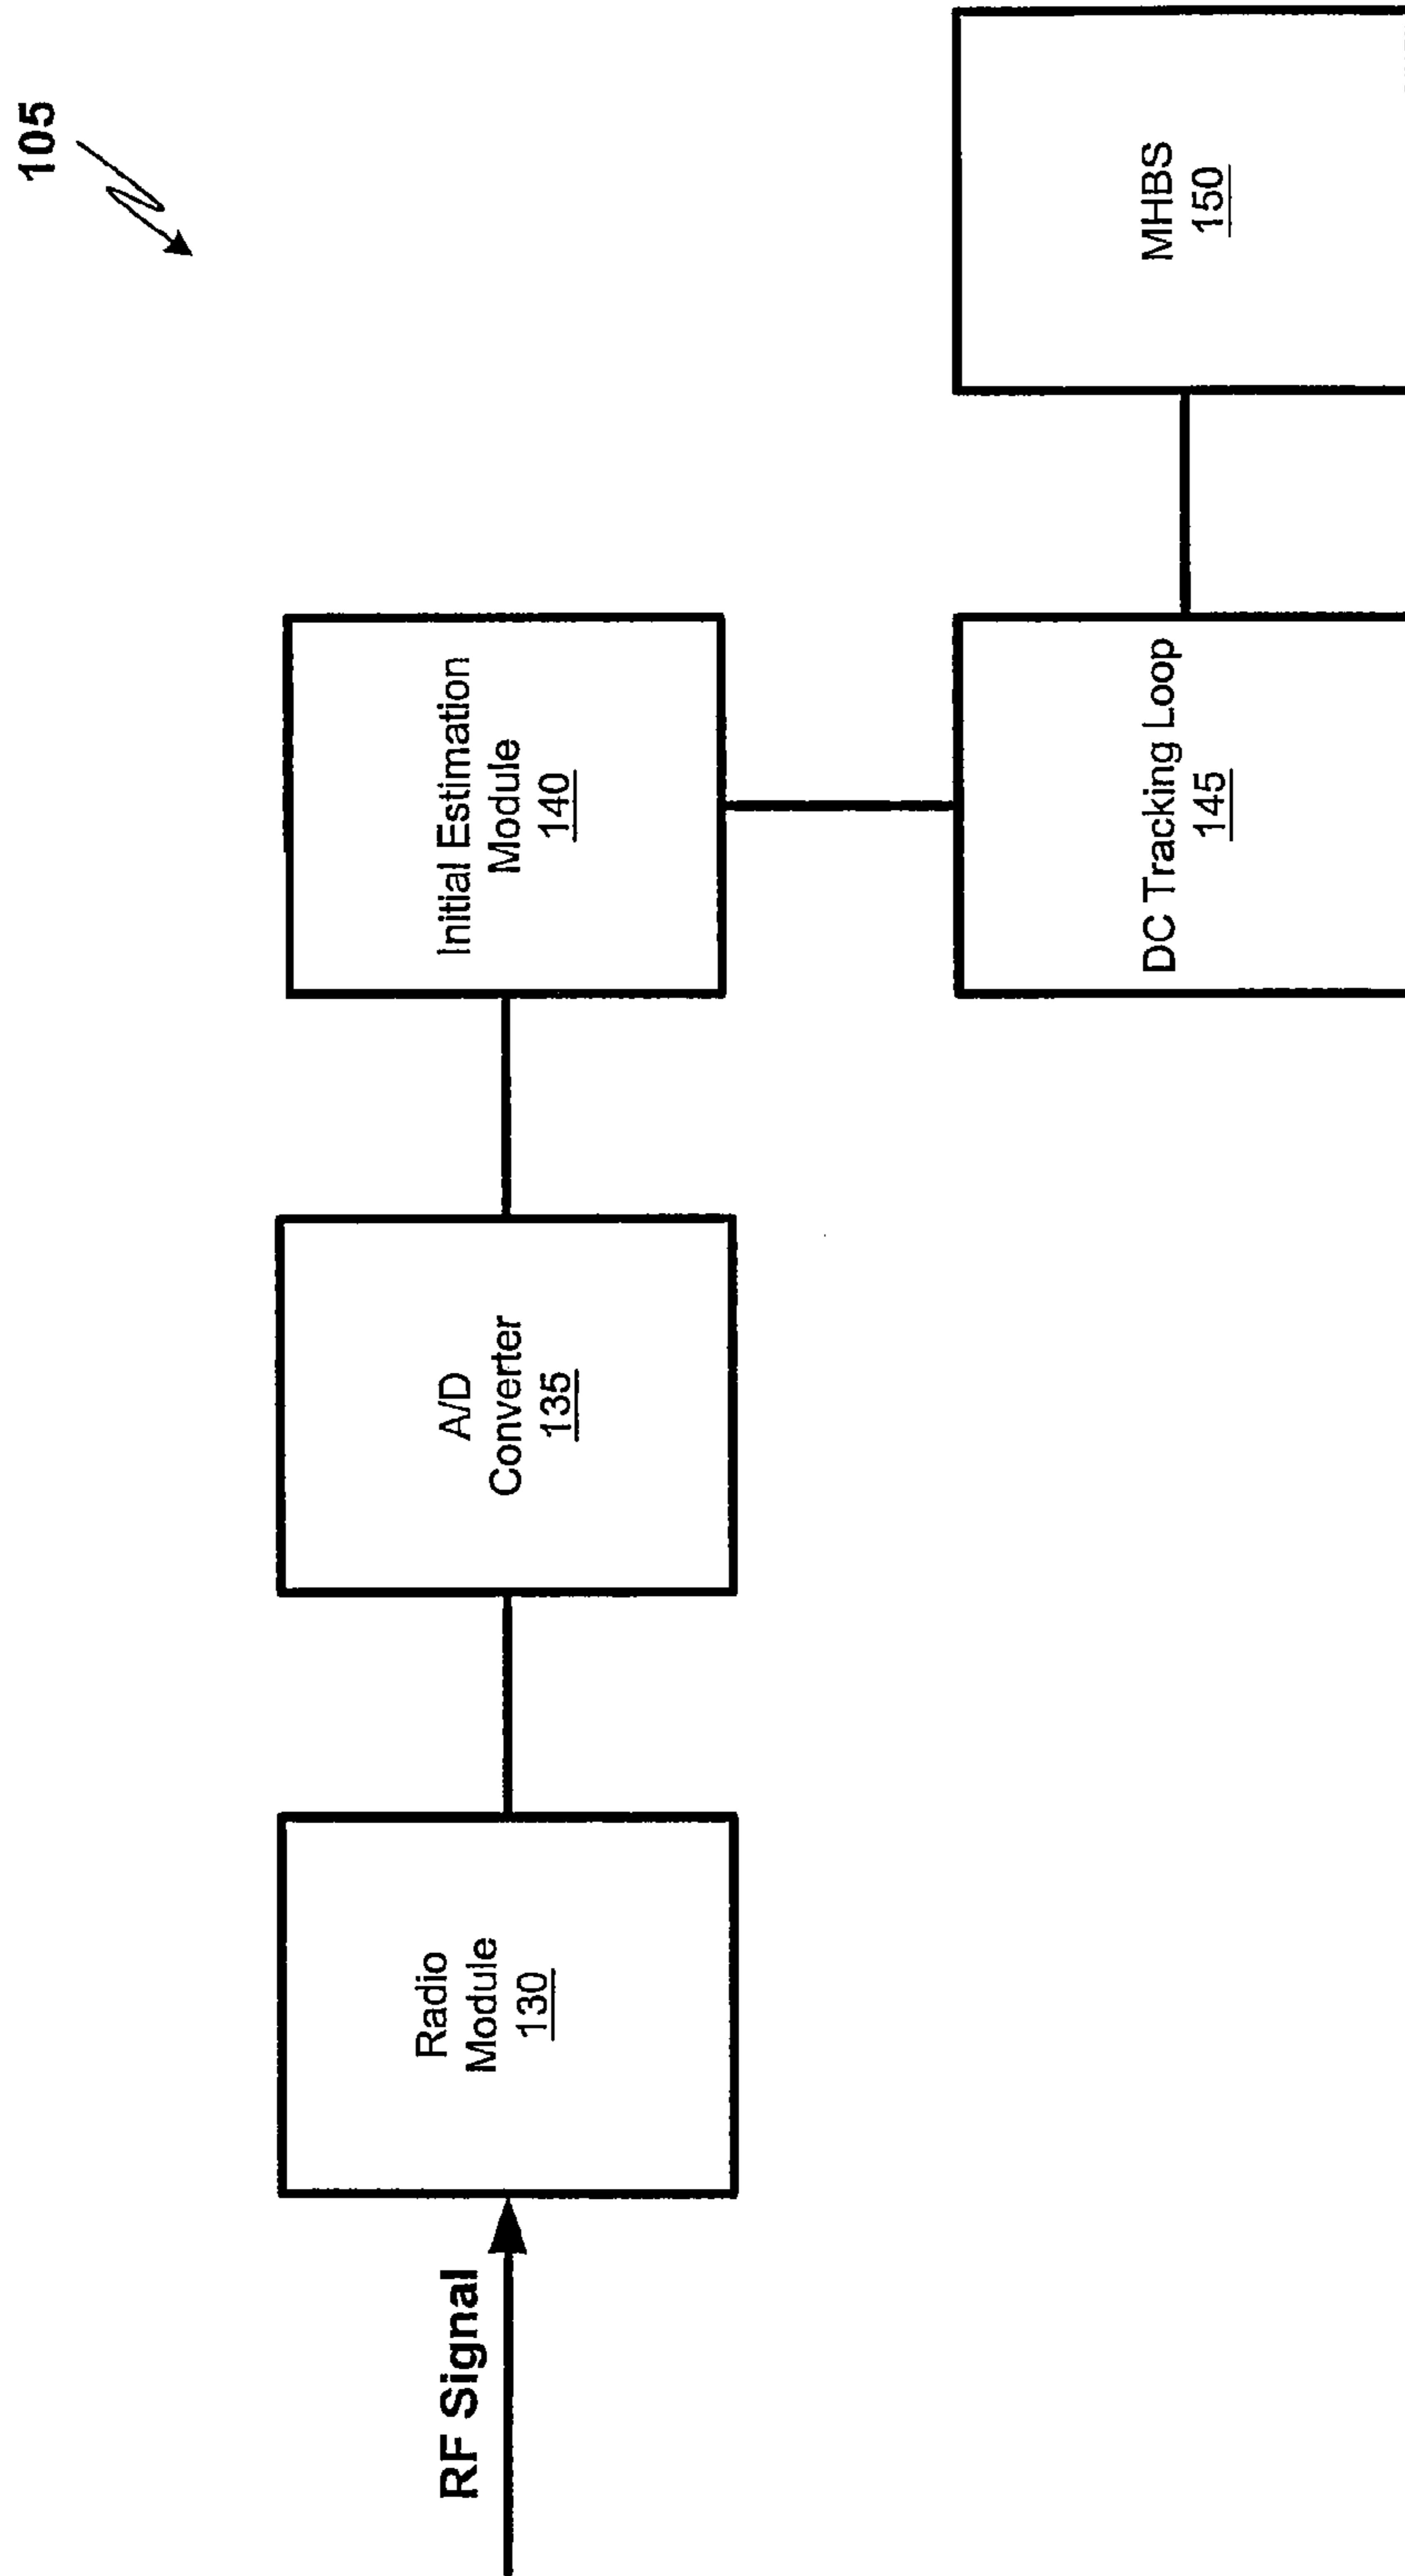 105
RF Signal
Radio
Module
130
A/D
Converter
135
Initial Estimation
Module
140
DC Tracking Loop
145
MHBS
150